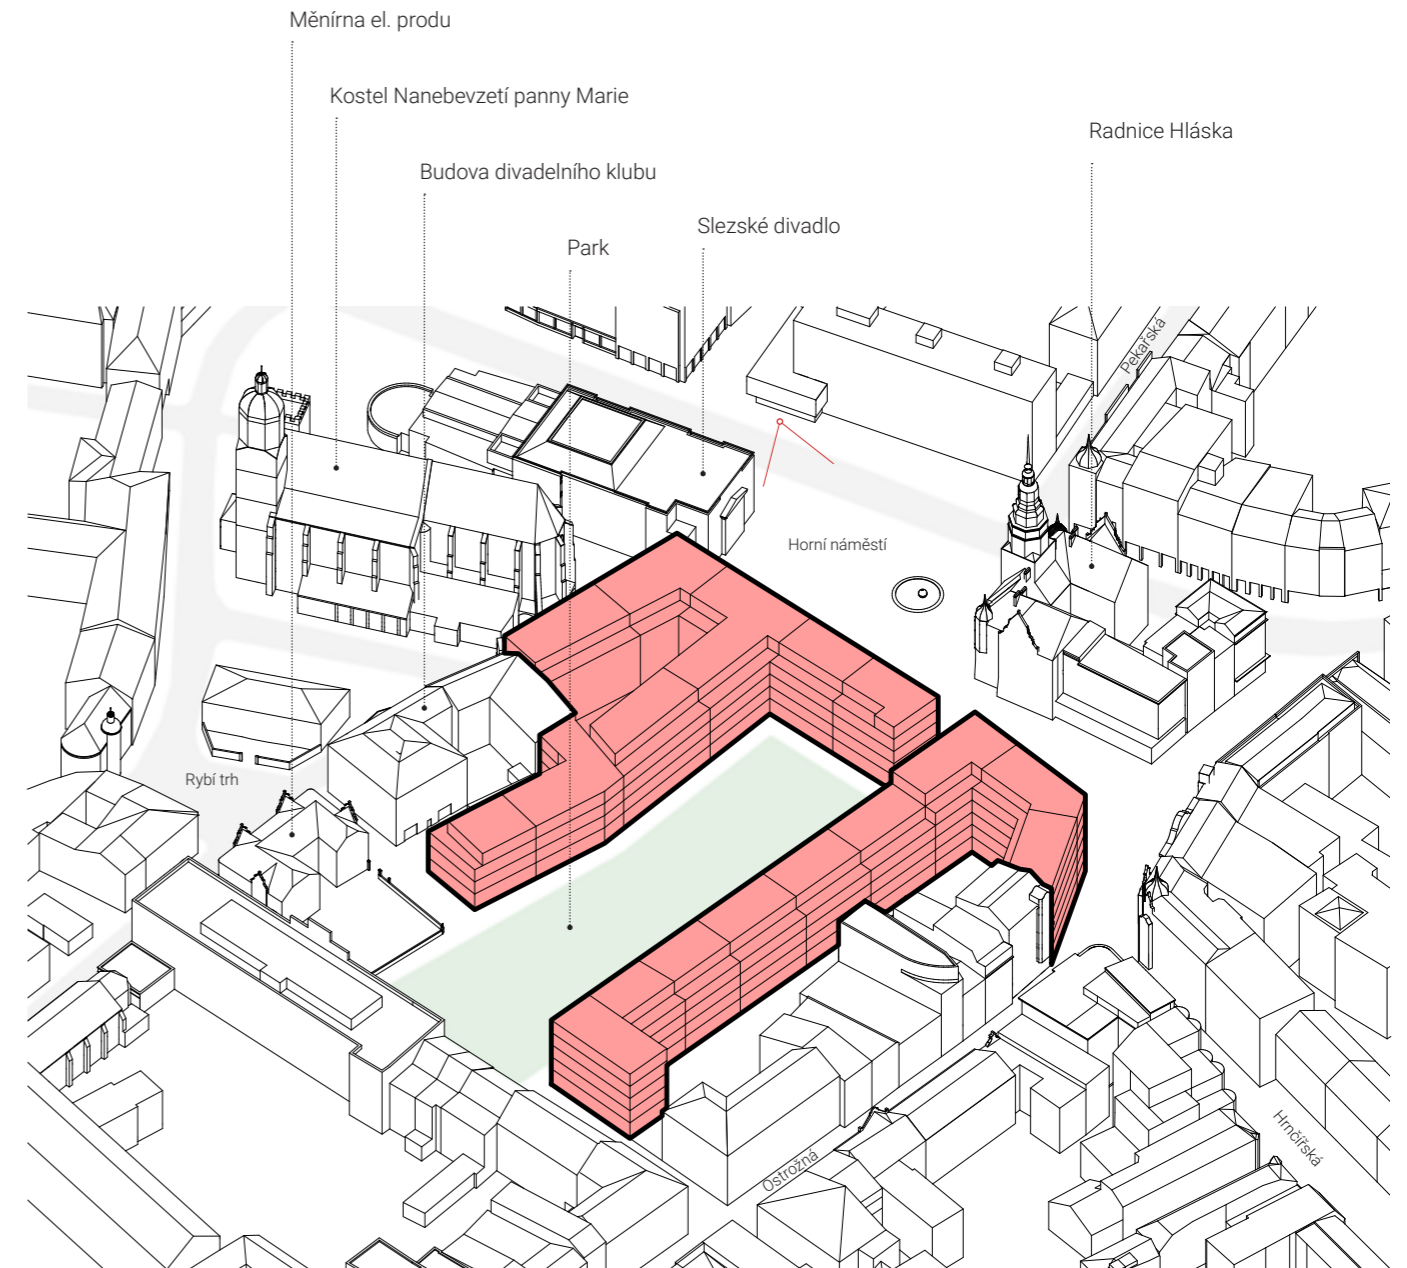 Měnírna el. produ
Kostel Nanebevzetí panny Marie
Radnice Hláska
Budova divadelního klubu
Slezské divadlo
Park
Pekařská
Horní náměstí
Rybí trh
Hrnčířská
Ostrožná